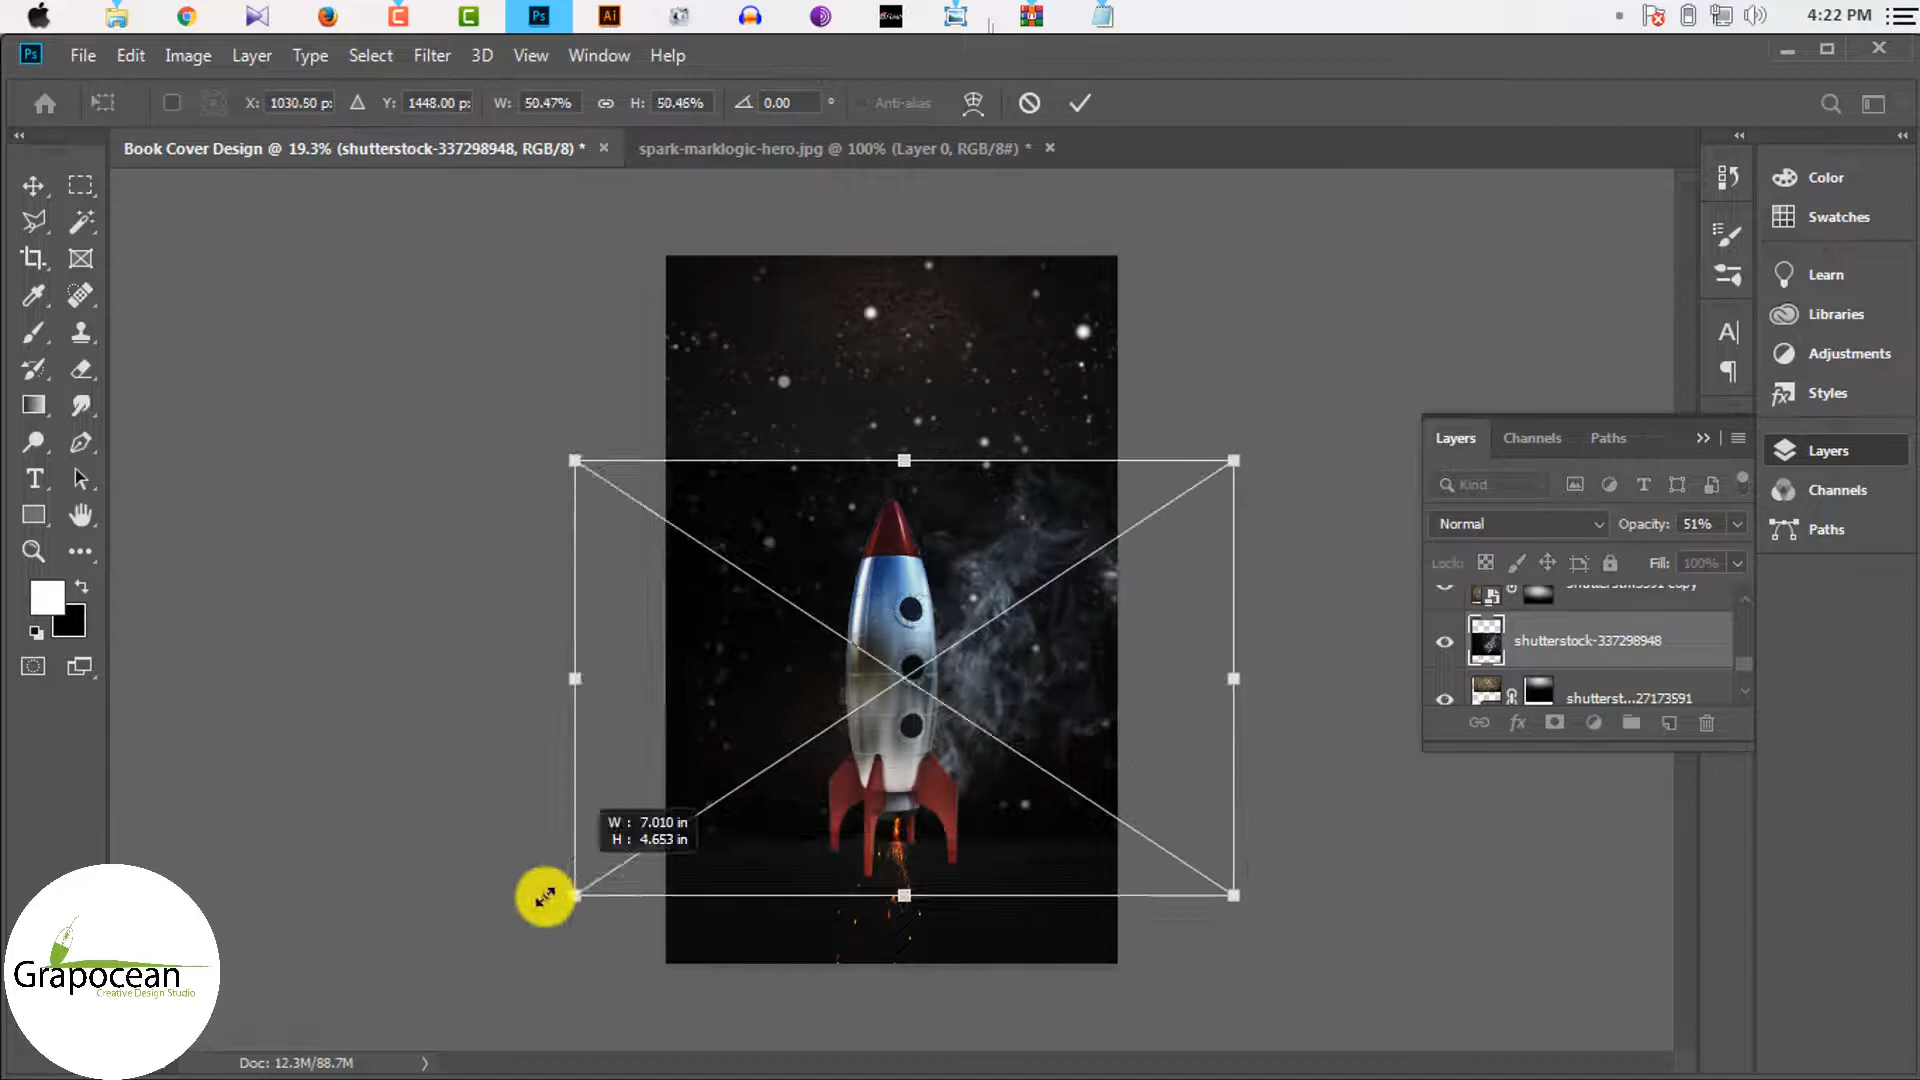 4:22 PM
Ps
File Edit Image Layer Type Select Filter 3D View Window Help
X: 1030.50 p: Y: 1448.00 p: W: 50.47% H: 50.46% 0.00 ° Anti-alias
Book Cover Design @ 19.3% (shutterstock-337298948, RGB/8) * × spark-marklogic-hero.jpg @ 100% (Layer 0, RGB/8#) * ×
Color
Swatches
Learn
Libraries
Adjustments
Styles
Layers
Channels
Paths
Layers Channels Paths
Kind
Normal Opacity: 51%
Lock: Fill: 100%
shutterst...3591 copy
shutterstock-337298948
shutterst...27173591
W : 7.010 in
H : 4.653 in
Grapocean
Creative Design Studio
Doc: 12.3M/88.7M